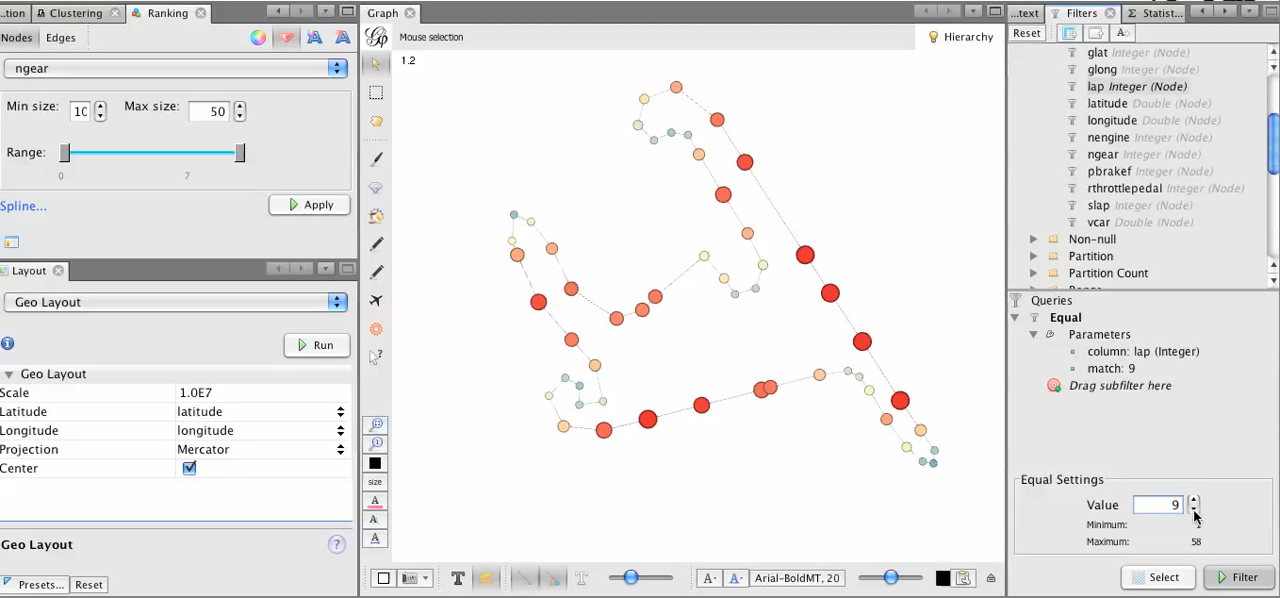 ...tion
Clustering
Ranking
Nodes
Edges
ngear
Min size:
10
Max size:
50
Range:
0
7
Spline...
Apply
Layout
Geo Layout
Run
Geo Layout
Scale
1.0E7
Latitude
latitude
Longitude
longitude
Projection
Mercator
Center
Geo Layout
?
Presets...
Reset
Graph
Mouse selection
Hierarchy
1.2
size
A
A
A
T
T
A
A
Arial-BoldMT, 20
...text
Filters
Σ Statist...
Reset
glat Integer (Node)
glong Integer (Node)
lap Integer (Node)
latitude Double (Node)
longitude Double (Node)
nengine Integer (Node)
ngear Integer (Node)
pbrakef Integer (Node)
rthrottlepedal Integer (Node)
slap Integer (Node)
vcar Double (Node)
Non-null
Partition
Partition Count
Queries
Equal
Parameters
column: lap (Integer)
match: 9
Drag subfilter here
Equal Settings
Value
9
Minimum:
Maximum:
58
Select
Filter